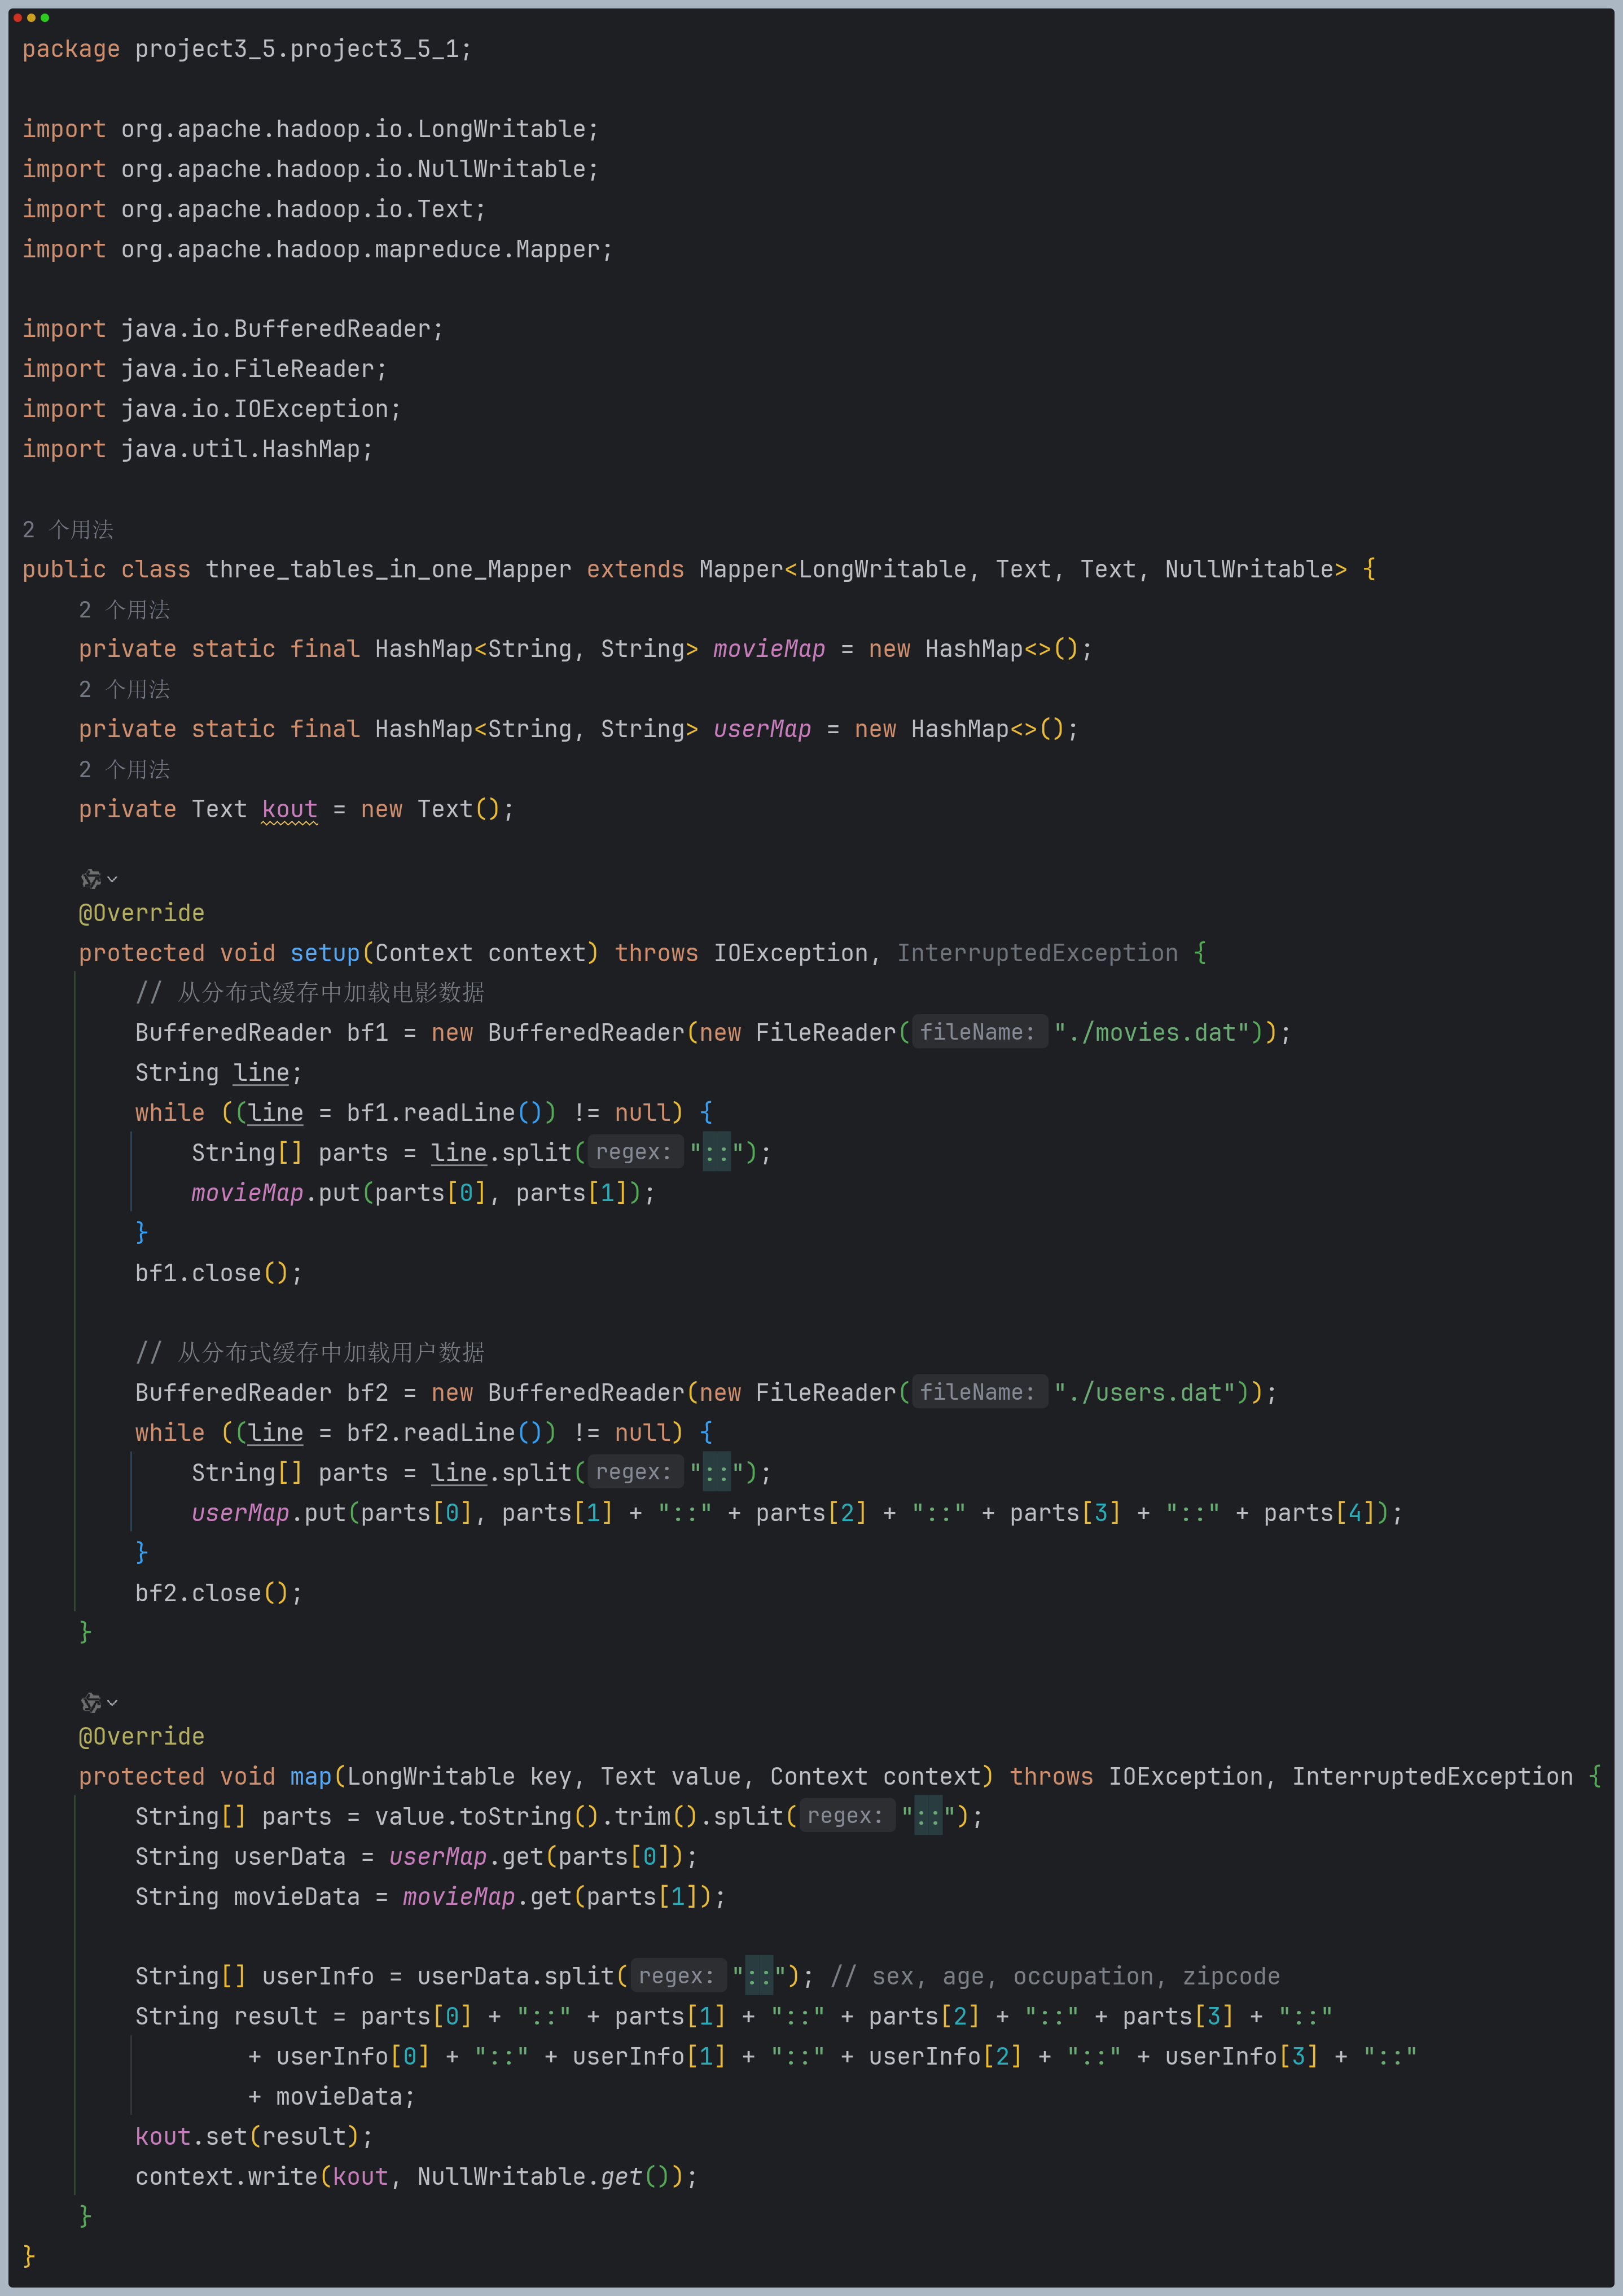 package project3_5.project3_5_1;
import org.apache.hadoop.io.LongWritable;
import org.apache.hadoop.io.NullWritable;
import org.apache.hadoop.io.Text;
import org.apache.hadoop.mapreduce.Mapper;
import java.io.BufferedReader;
import java.io.FileReader;
import java.io.IOException;
import java.util.HashMap;
2 个用法
public class three_tables_in_one_Mapper extends Mapper<LongWritable, Text, Text, NullWritable> {
2 个用法
private static final HashMap<String, String> movieMap = new HashMap<>();
2 个用法
private static final HashMap<String, String> userMap = new HashMap<>();
2 个用法
private Text kout = new Text();
@Override
protected void setup(Context context) throws IOException, InterruptedException {
// 从分布式缓存中加载电影数据
BufferedReader bf1 = new BufferedReader(new FileReader( fileName: "./movies.dat"));
String line;
while ((line = bf1.readLine()) != null) {
String[] parts = line.split( regex: "::");
movieMap.put(parts[0], parts[1]);
}
bf1.close();
// 从分布式缓存中加载用户数据
BufferedReader bf2 = new BufferedReader(new FileReader( fileName: "./users.dat"));
while ((line = bf2.readLine()) != null) {
String[] parts = line.split( regex: "::");
userMap.put(parts[0], parts[1] + "::" + parts[2] + "::" + parts[3] + "::" + parts[4]);
}
bf2.close();
}
@Override
protected void map(LongWritable key, Text value, Context context) throws IOException, InterruptedException {
String[] parts = value.toString().trim().split( regex: "::");
String userData = userMap.get(parts[0]);
String movieData = movieMap.get(parts[1]);
String[] userInfo = userData.split( regex: "::"); // sex, age, occupation, zipcode
String result = parts[0] + "::" + parts[1] + "::" + parts[2] + "::" + parts[3] + "::"
+ userInfo[0] + "::" + userInfo[1] + "::" + userInfo[2] + "::" + userInfo[3] + "::"
+ movieData;
kout.set(result);
context.write(kout, NullWritable.get());
}
}